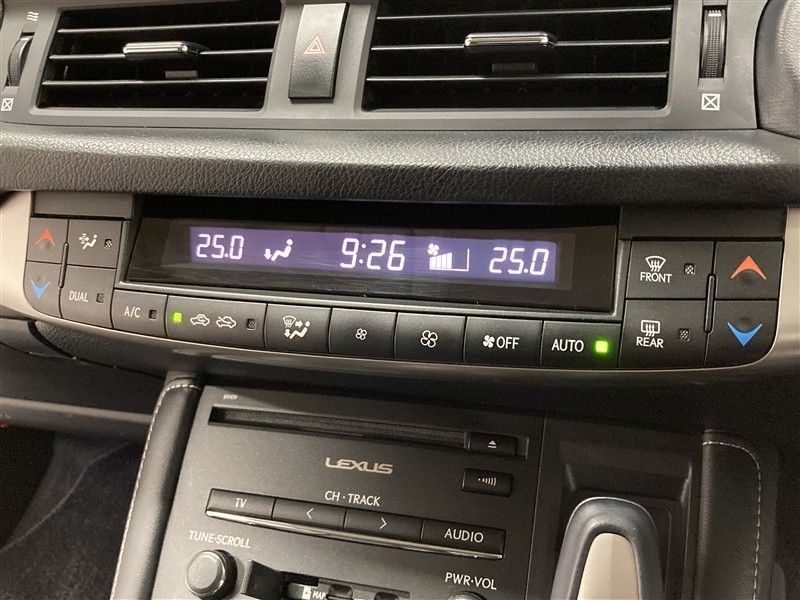 25.0 9:26 25.0
FRONT
DUAL
A/C
OFF AUTO REAR
LEXUS
CH · TRACK
TV < > AUDIO
TUNE·SCROLL
PWR·VOL
MAP